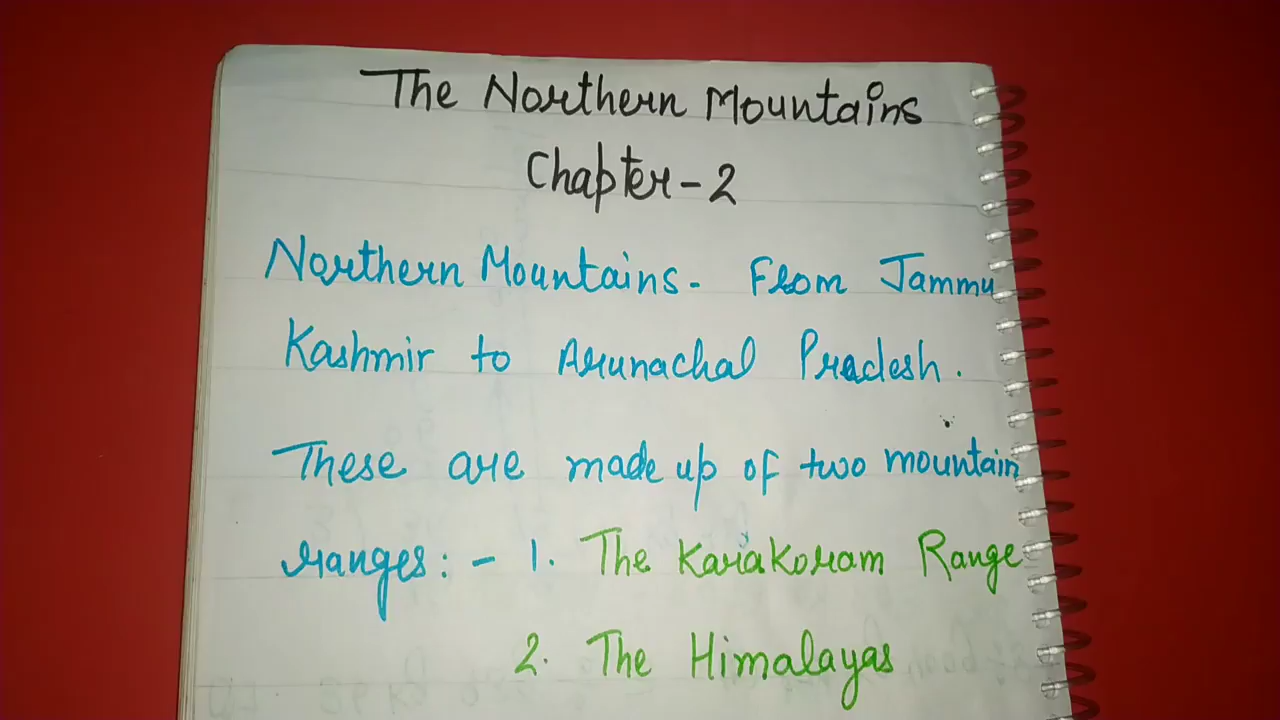 The Northern Mountains
Chapter-2
Northern Mountains- From Jammu
Kashmir to Arunachal Pradesh.
These are made up of two mountain
ranges:- 1. The Karakoram Range
2. The Himalayas